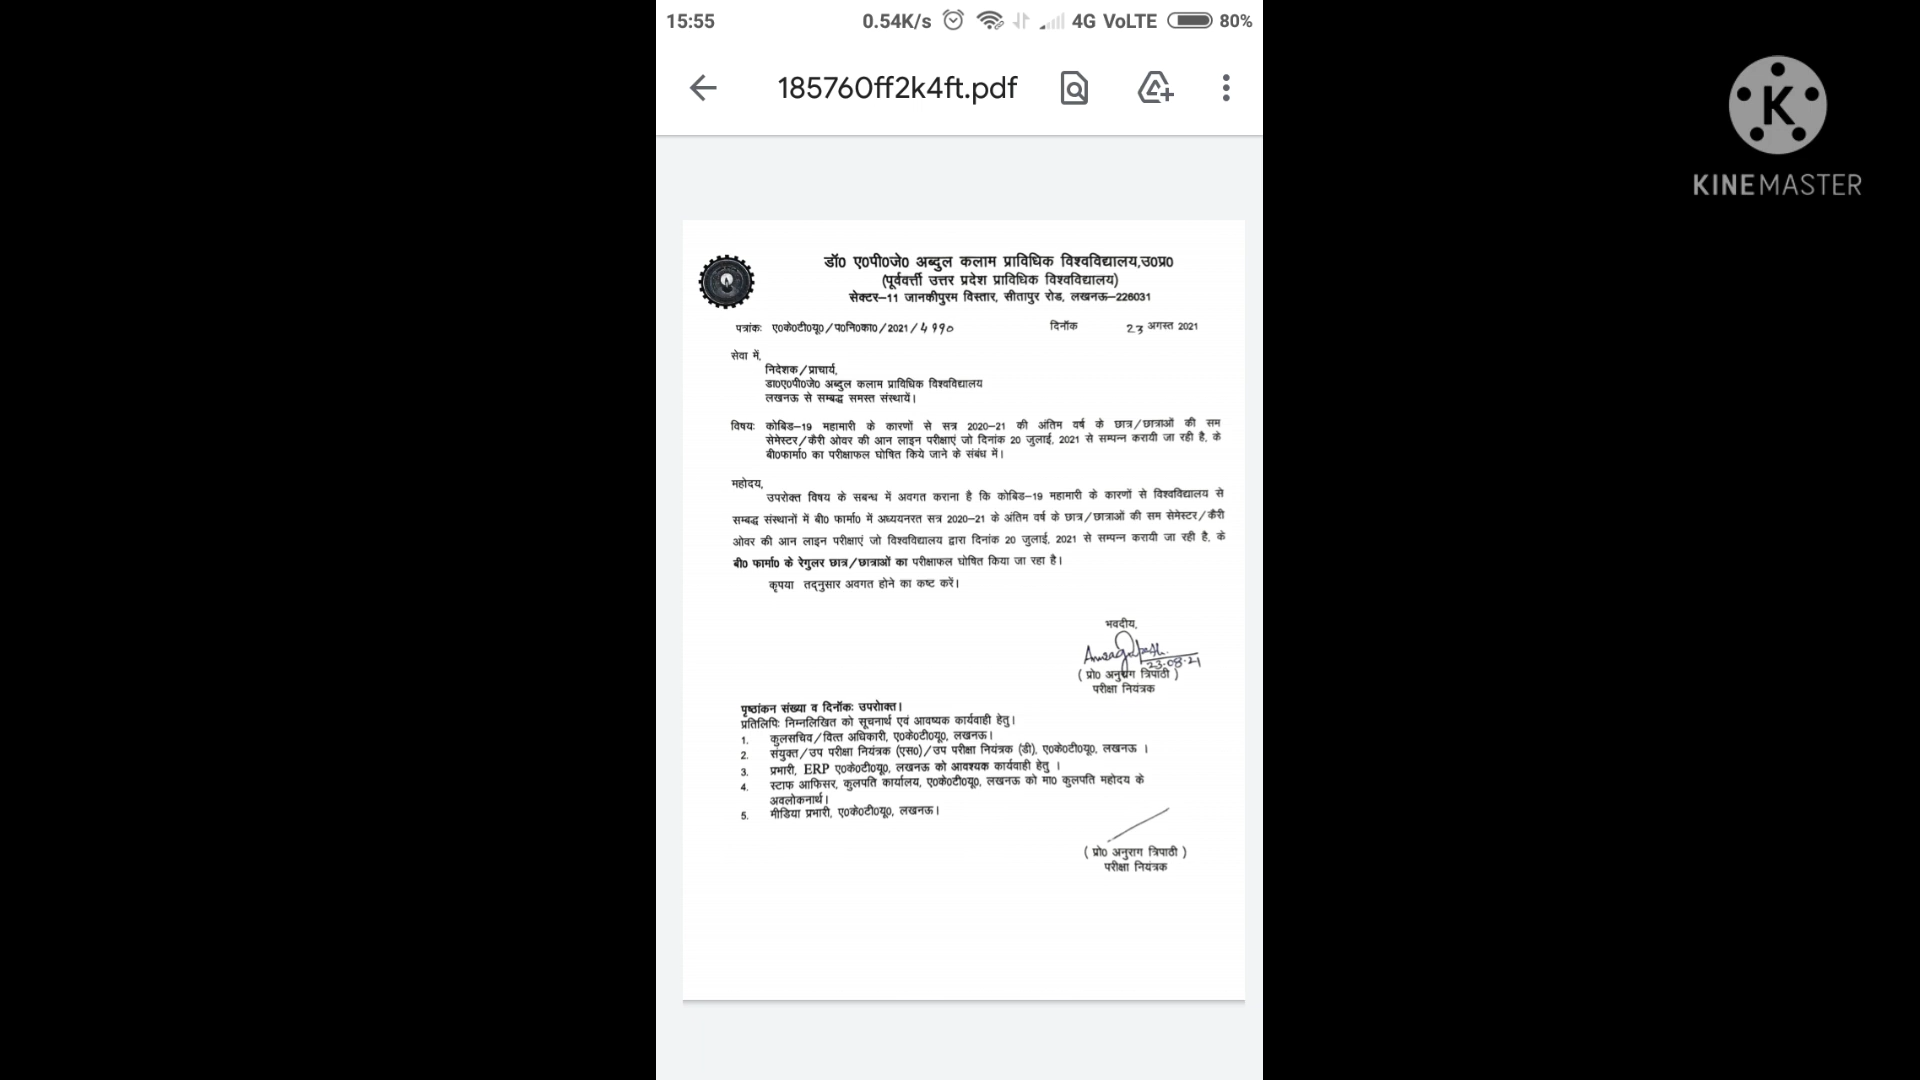 15:55 0.54K/s 4G VoLTE 80%
185760ff2k4ft.pdf
K
KINEMASTER
डॉ0 ए0पी0जे0 अब्दुल कलाम प्राविधिक विश्वविद्यालय,उ0प्र0
(पूर्ववर्त्ती उत्तर प्रदेश प्राविधिक विश्वविद्यालय)
सेक्टर–11 जानकीपुरम विस्तार, सीतापुर रोड, लखनऊ–226031
पत्रांकः ए0के0टी0यू0/प0नि0का0/2021/4990 दिनॉक 23 अगस्त 2021
सेवा में,
निदेशक/प्राचार्य,
डा0ए0पी0जे0 अब्दुल कलाम प्राविधिक विश्वविद्यालय
लखनऊ से सम्बद्ध समस्त संस्थायें।
विषयः कोबिड–19 महामारी के कारणों से सत्र 2020–21 की अंतिम वर्ष के छात्र/छात्राओं की सम
सेमेस्टर/कैरी ओवर की आन लाइन परीक्षाएं जो दिनांक 20 जुलाई, 2021 से सम्पन्न करायी जा रही है, के
बी0फार्मा0 का परीक्षाफल घोषित किये जाने के संबंध में।
महोदय,
उपरोक्त विषय के सबन्ध में अवगत कराना है कि कोबिड–19 महामारी के कारणों से विश्वविद्यालय से
सम्बद्ध संस्थानों में बी0 फार्मा0 में अध्ययनरत सत्र 2020–21 के अंतिम वर्ष के छात्र/छात्राओं की सम सेमेस्टर/कैरी
ओवर की आन लाइन परीक्षाएं जो विश्वविद्यालय द्वारा दिनांक 20 जुलाई, 2021 से सम्पन्न करायी जा रही है, के
बी0 फार्मा0 के रेगुलर छात्र/छात्राओं का परीक्षाफल घोषित किया जा रहा है।
कृपया तद्नुसार अवगत होने का कष्ट करें।
भवदीय,
23-08-21
( प्रो0 अनुराग त्रिपाठी )
परीक्षा नियंत्रक
पृष्ठांकन संख्या व दिनॉकः उपरोक्त।
प्रतिलिपिः निम्नलिखित को सूचनार्थ एवं आवष्यक कार्यवाही हेतु।
1. कुलसचिव/वित्त अधिकारी, ए0के0टी0यू0, लखनऊ।
2. संयुक्त/उप परीक्षा नियंत्रक (एस0)/उप परीक्षा नियंत्रक (डी), ए0के0टी0यू0, लखनऊ ।
3. प्रभारी, ERP ए0के0टी0यू0, लखनऊ को आवश्यक कार्यवाही हेतु ।
4. स्टाफ आफिसर, कुलपति कार्यालय, ए0के0टी0यू0, लखनऊ को मा0 कुलपति महोदय के
अवलोकनार्थ।
5. मीडिया प्रभारी, ए0के0टी0यू0, लखनऊ।
( प्रो0 अनुराग त्रिपाठी )
परीक्षा नियंत्रक